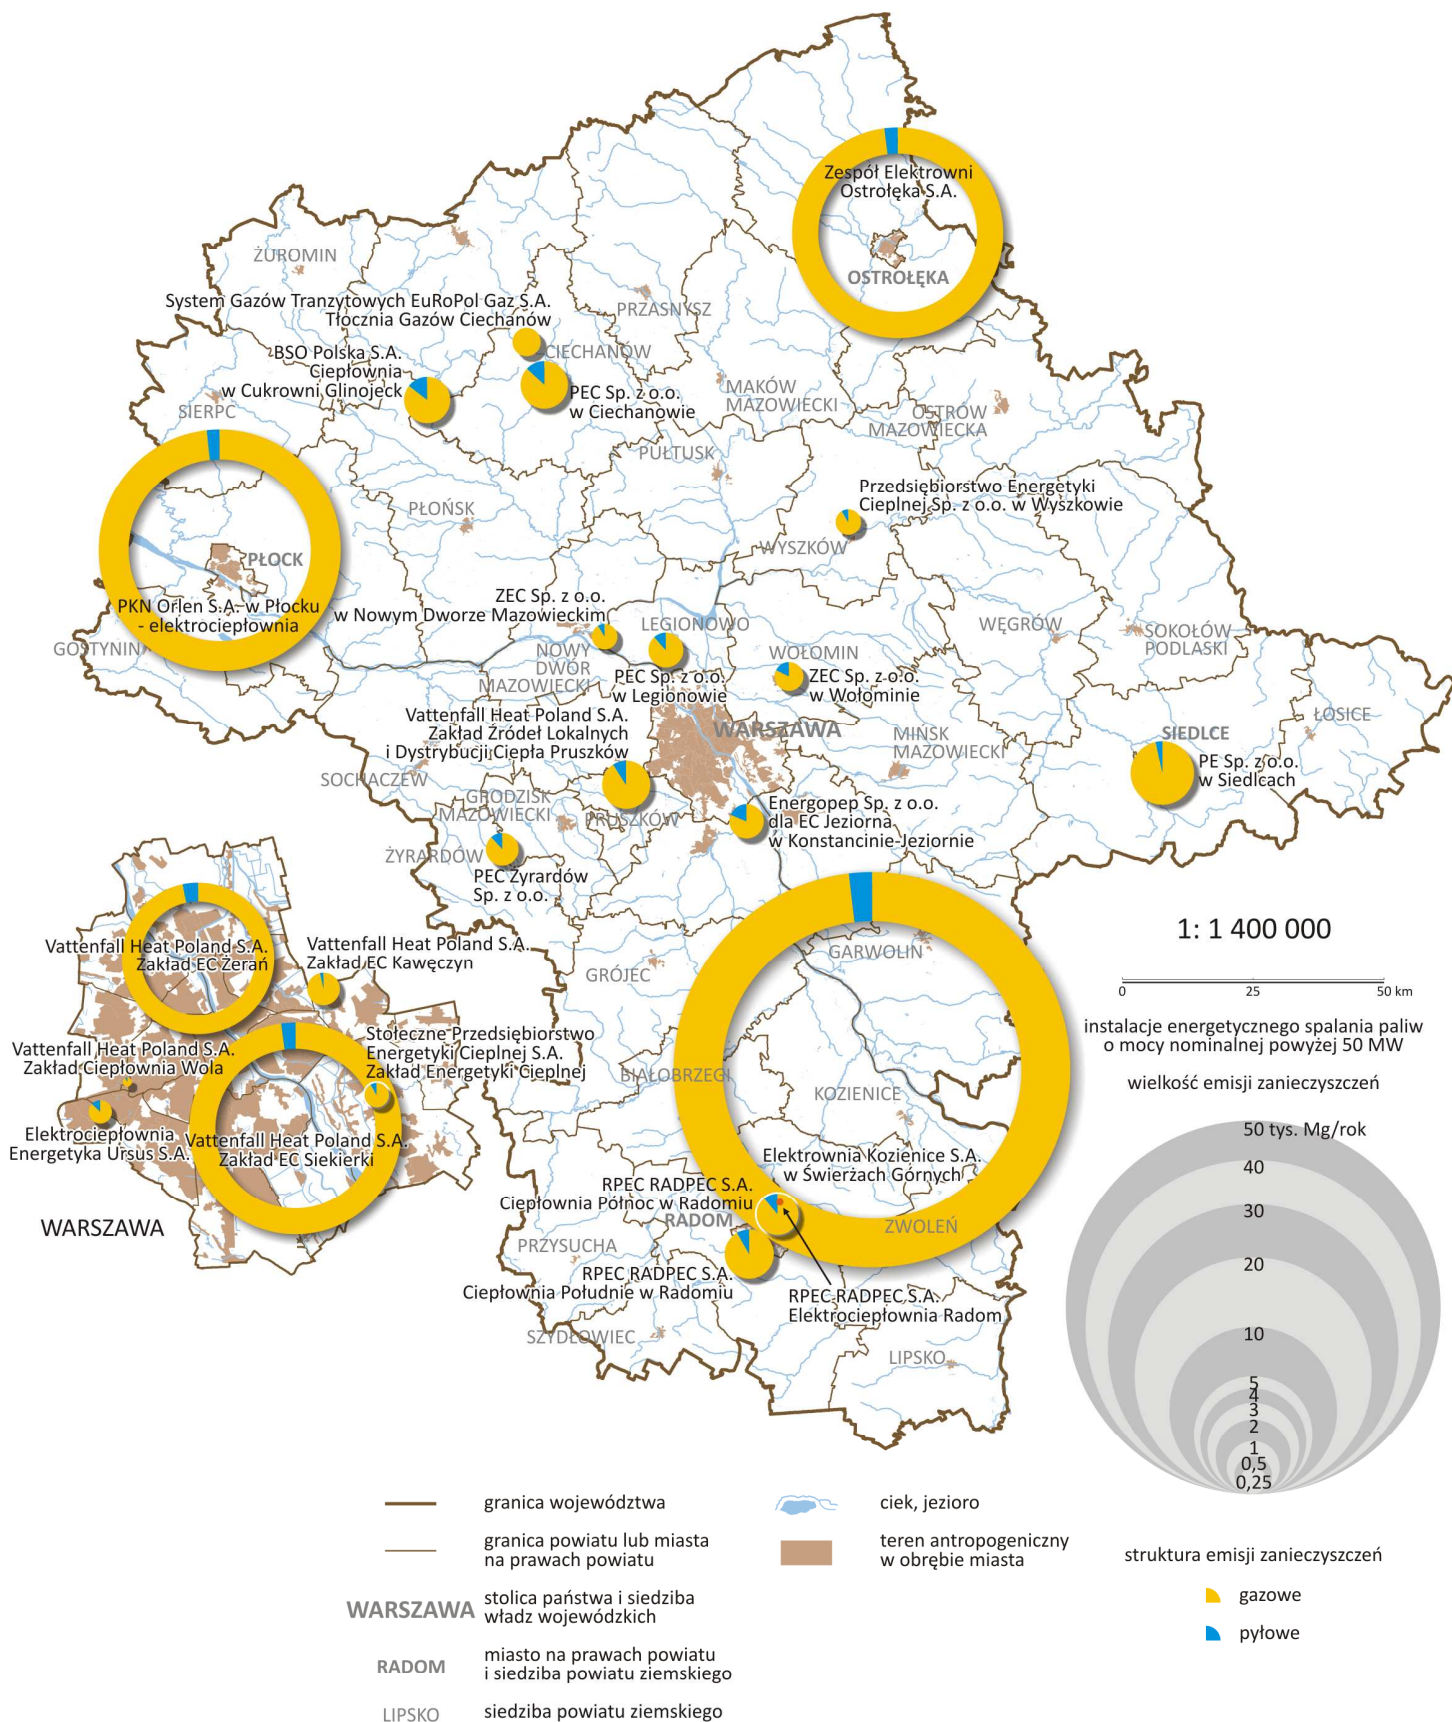 Zespół Elektrowni
Ostrołęka S.A.
OSTROŁĘKA
ŻUROMIN
System Gazów Tranzytowych EuRoPol Gaz S.A.
Tłocznia Gazów Ciechanów
PRZASNYSZ
CIECHANÓW
BSO Polska S.A.
Ciepłownia
w Cukrowni Glinojeck
PEC Sp. z o.o.
w Ciechanowie
MAKÓW
MAZOWIECKI
SIERPC
OSTRÓW
MAZOWIECKA
PUŁTUSK
Przedsiębiorstwo Energetyki
Cieplnej Sp. z o.o. w Wyszkowie
PŁOŃSK
WYSZKÓW
PŁOCK
PKN Orlen S.A. w Płocku
- elektrociepłownia
ZEC Sp. z o.o.
w Nowym Dworze Mazowieckim
LEGIONOWO
WĘGRÓW
SOKOŁÓW
PODLASKI
GOSTYNIN
NOWY
DWÓR
MAZOWIECKI
WOŁOMIN
PEC Sp. z o.o.
w Legionowie
ZEC Sp. z o.o.
w Wołominie
Vattenfall Heat Poland S.A.
Zakład Źródeł Lokalnych
i Dystrybucji Ciepła Pruszków
WARSZAWA
MIŃSK
MAZOWIECKI
ŁOSICE
SIEDLCE
PE Sp. z o.o.
w Siedlcach
SOCHACZEW
GRODZISK
MAZOWIECKI
PRUSZKÓW
Energopep Sp. z o.o.
dla EC Jeziorna
w Konstancinie-Jeziornie
ŻYRARDÓW
PEC Żyrardów
Sp. z o.o.
Vattenfall Heat Poland S.A.
Zakład EC Żerań
Vattenfall Heat Poland S.A.
Zakład EC Kawęczyn
GARWOLIN
GRÓJEC
1: 1 400 000
0 25 50 km
instalacje energetycznego spalania paliw
o mocy nominalnej powyżej 50 MW
wielkość emisji zanieczyszczeń
Stołeczne Przedsiębiorstwo
Energetyki Cieplnej S.A.
Zakład Energetyki Cieplnej
Vattenfall Heat Poland S.A.
Zakład Ciepłownia Wola
BIAŁOBRZEGI
KOZIENICE
Elektrociepłownia
Energetyka Ursus S.A.
Vattenfall Heat Poland S.A.
Zakład EC Siekierki
WARSZAWA
Elektrownia Kozienice S.A.
w Świerżach Górnych
RPEC RADPEC S.A.
Ciepłownia Północ w Radomiu
RADOM
ZWOLEŃ
PRZYSUCHA
RPEC RADPEC S.A.
Ciepłownia Południe w Radomiu
RPEC RADPEC S.A.
Elektrociepłownia Radom
SZYDŁOWIEC
LIPSKO
50 tys. Mg/rok
40
30
20
10
5
4
3
2
1
0,5
0,25
granica województwa
granica powiatu lub miasta
na prawach powiatu
WARSZAWA
stolica państwa i siedziba
władz wojewódzkich
RADOM
miasto na prawach powiatu
i siedziba powiatu ziemskiego
LIPSKO
siedziba powiatu ziemskiego
ciek, jezioro
teren antropogeniczny
w obrębie miasta
struktura emisji zanieczyszczeń
gazowe
pyłowe